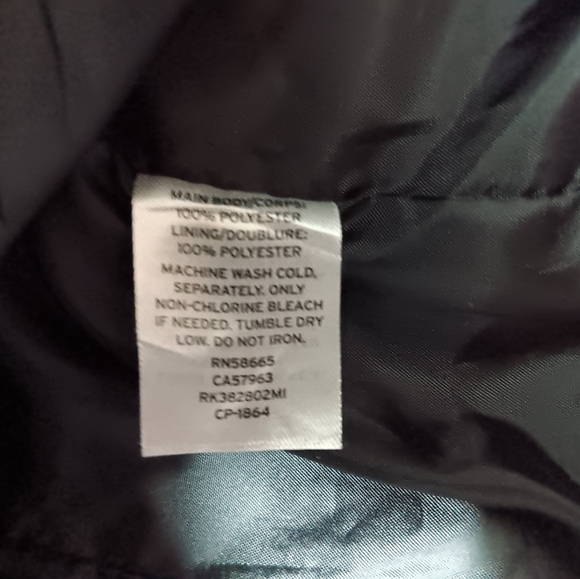 MAIN BODY/CORPS:
100% POLYESTER
LINING/DOUBLURE:
100% POLYESTER
MACHINE WASH COLD,
SEPARATELY. ONLY
NON-CHLORINE BLEACH
IF NEEDED. TUMBLE DRY
LOW. DO NOT IRON.
RN58665
CA57963
RK382802MI
CP-1864